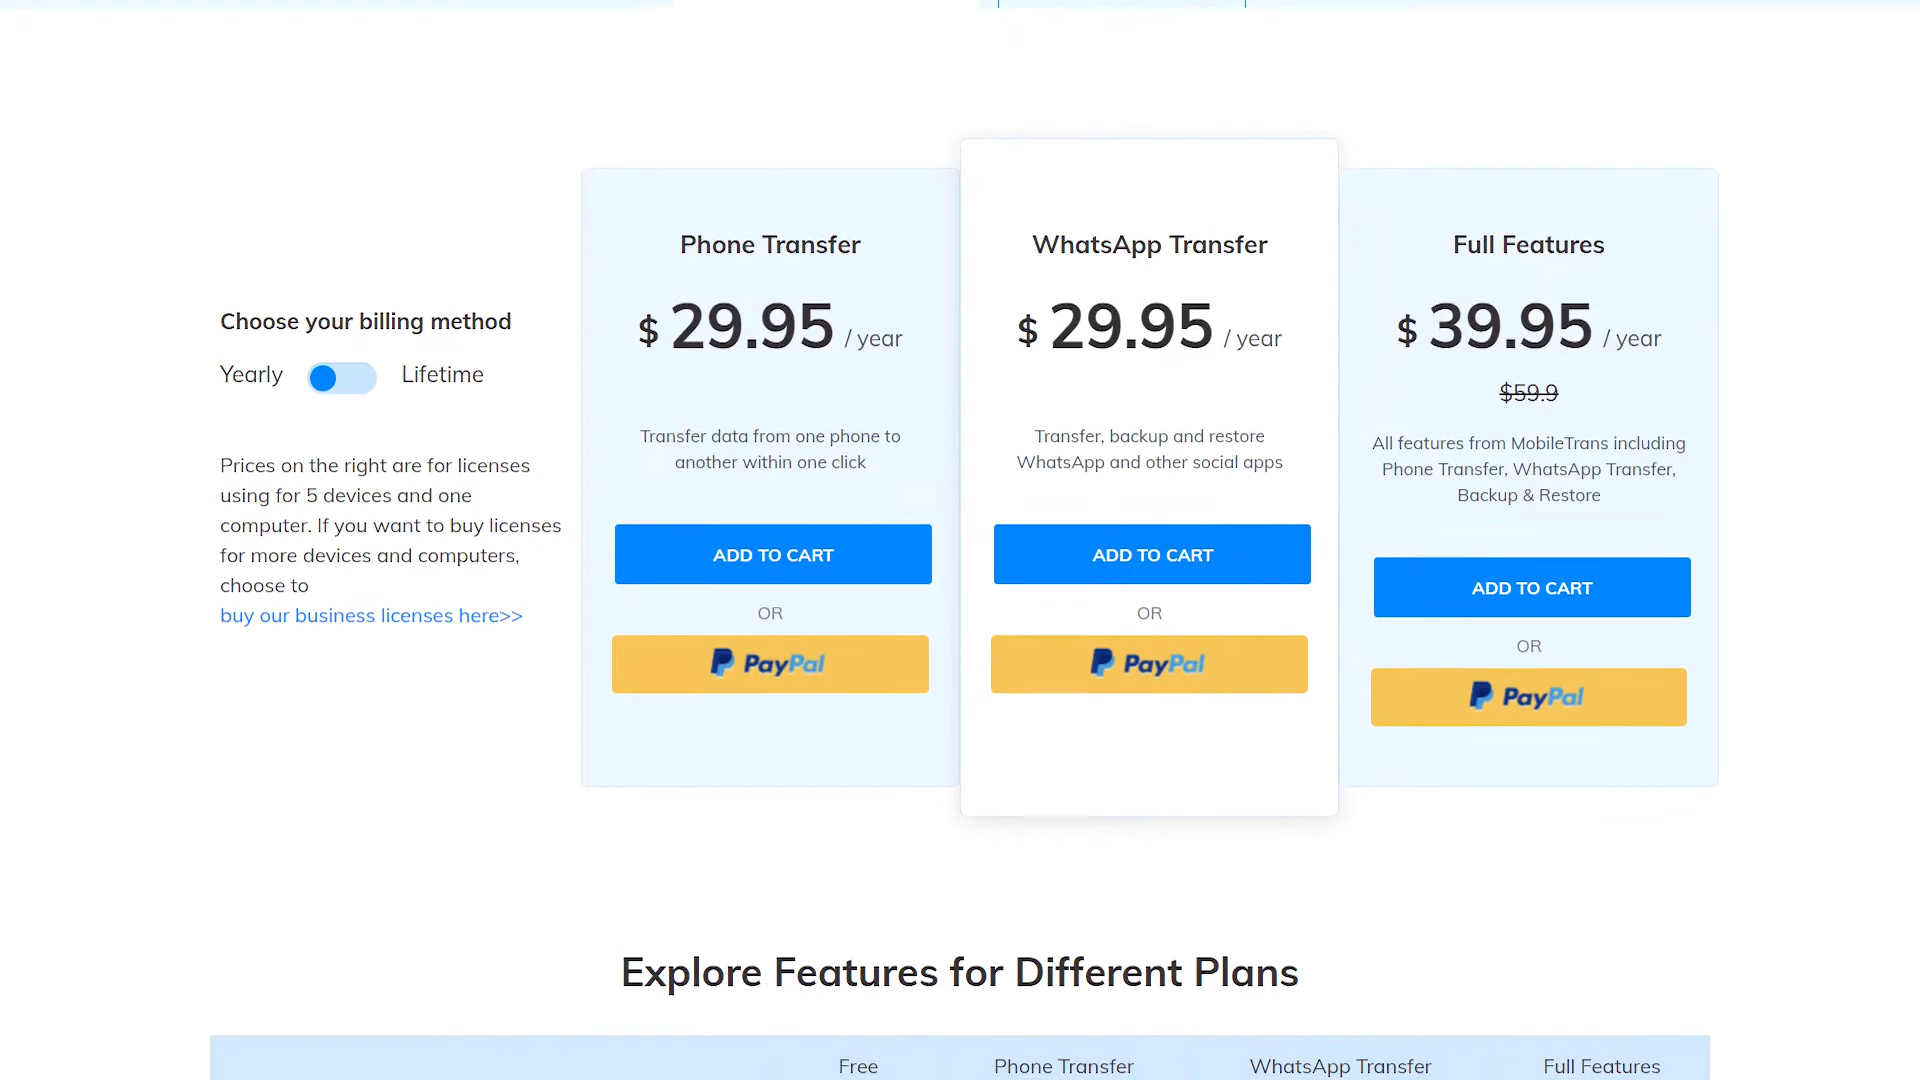 Choose your billing method
Yearly Lifetime
Prices on the right are for licenses
using for 5 devices and one
computer. If you want to buy licenses
for more devices and computers,
choose to
buy our business licenses here>>
Phone Transfer
$ 29.95 / year
Transfer data from one phone to
another within one click
ADD TO CART
OR
PayPal
WhatsApp Transfer
$ 29.95 / year
Transfer, backup and restore
WhatsApp and other social apps
ADD TO CART
OR
PayPal
Full Features
$ 39.95 / year
$59.9
All features from MobileTrans including
Phone Transfer, WhatsApp Transfer,
Backup & Restore
ADD TO CART
OR
PayPal
Explore Features for Different Plans
Free Phone Transfer WhatsApp Transfer Full Features